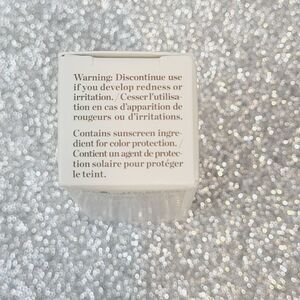 Warning: Discontinue use
if you develop redness or
irritation. / Cesser l'utilisa-
tion en cas d'apparition de
rougeurs ou d'irritations.
Contains sunscreen ingre-
dient for color protection. /
Contient un agent de protec-
tion solaire pour protéger
le teint.